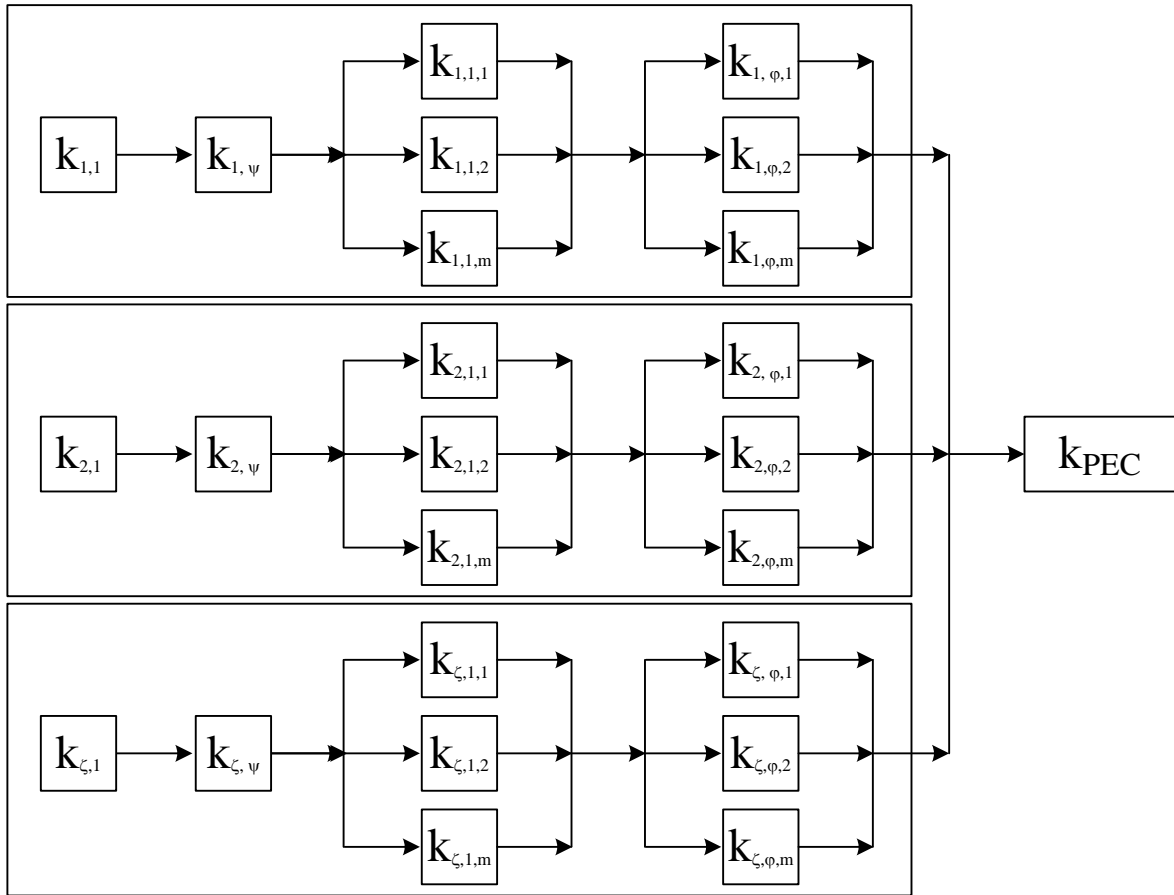 k1,1,1 k1, φ,1
k1,1 k1, ψ k1,1,2 k1,φ,2
k1,1,m k1,φ,m
k2,1,1 k2, φ,1
k2,1 k2, ψ k2,1,2 k2,φ,2 kPEC
k2,1,m k2,φ,m
kζ,1,1 kζ, φ,1
kζ,1 kζ, ψ kζ,1,2 kζ,φ,2
kζ,1,m kζ,φ,m